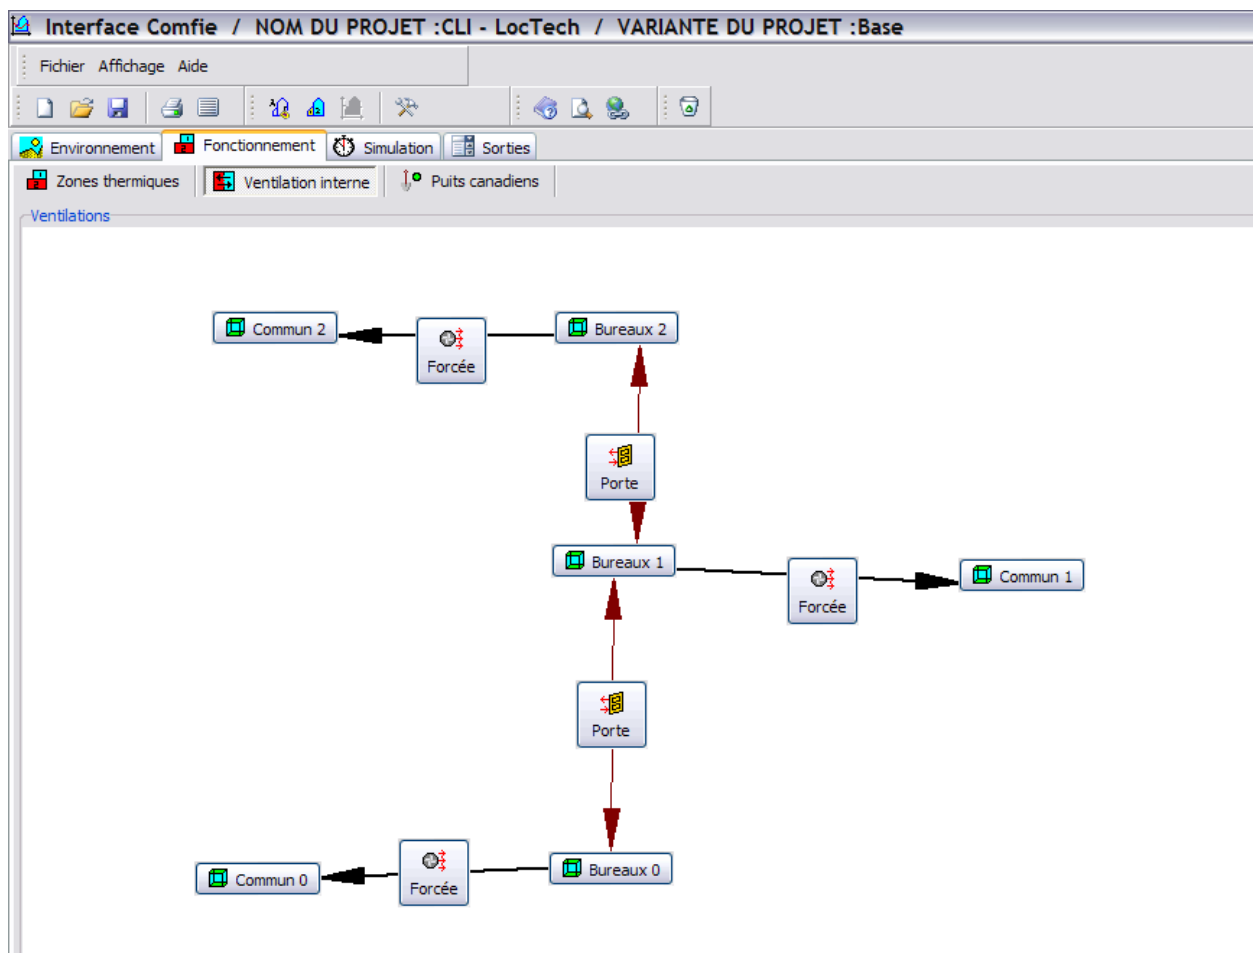 Interface Comfie / NOM DU PROJET :CLI - LocTech / VARIANTE DU PROJET :Base
Fichier Affichage Aide
Environnement Fonctionnement Simulation Sorties
Zones thermiques Ventilation interne Puits canadiens
Ventilations
Commun 2 Bureaux 2
Forcée
Porte
Bureaux 1
Commun 1
Forcée
Porte
Bureaux 0
Commun 0
Forcée